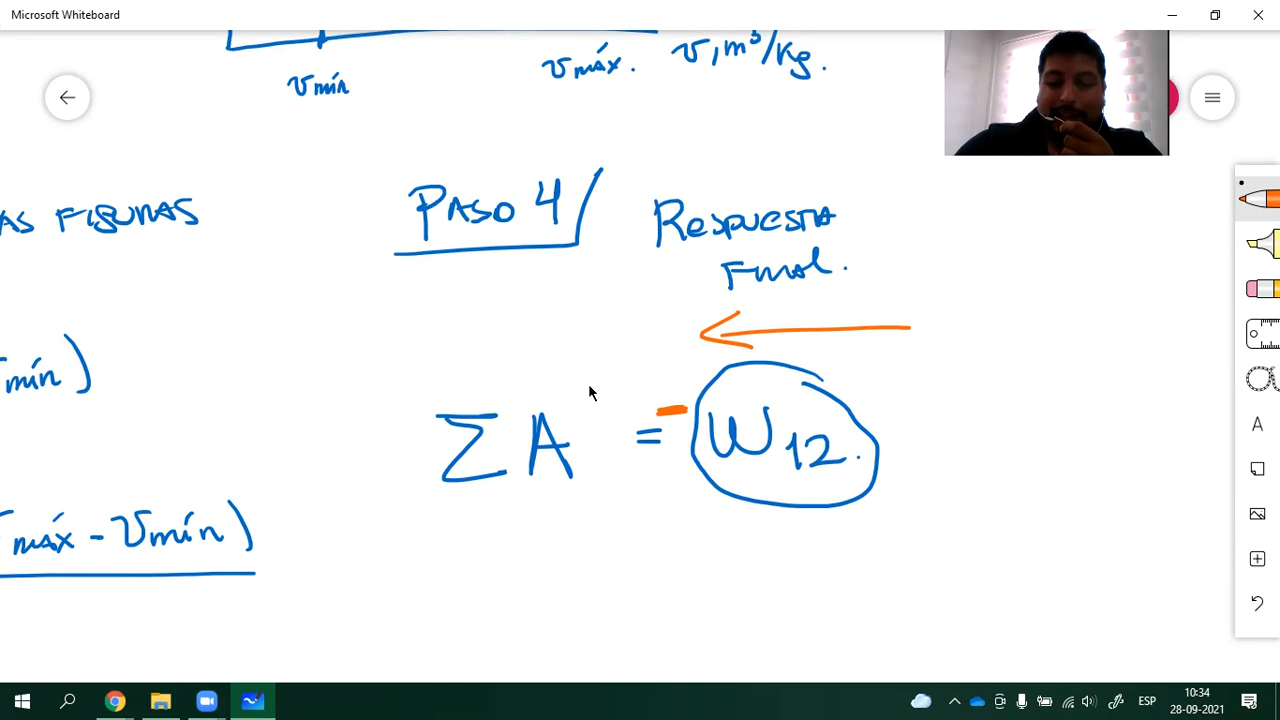 Microsoft Whiteboard
vmín
vmáx.
v, m³/kg.
AS FIGURAS
PASO 4
RESPUESTA
FINAL.
mín)
Σ A = - W12.
máx - vmín)
A
ESP
10:34
28-09-2021